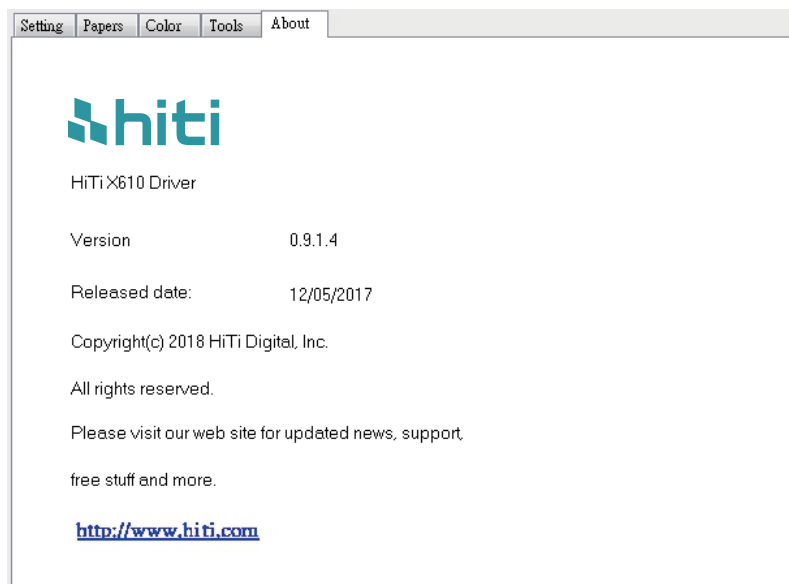 Setting Papers Color Tools About
hiti
HiTi X610 Driver
Version 0.9.1.4
Released date: 12/05/2017
Copyright(c) 2018 HiTi Digital, Inc.
All rights reserved.
Please visit our web site for updated news, support,
free stuff and more.
http://www.hiti.com